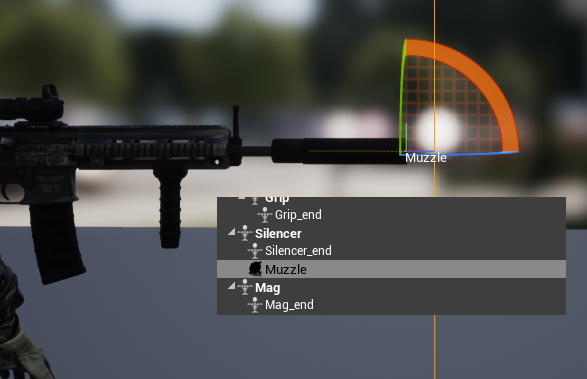 Muzzle
Grip
Grip_end
Silencer
Silencer_end
Muzzle
Mag
Mag_end